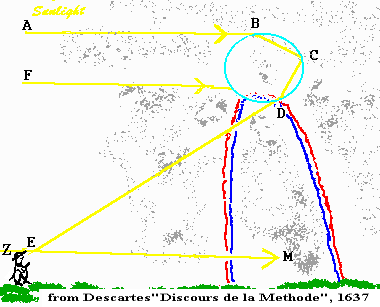 Sunlight
A
B
C
F
D
Z E
M
from Descartes"Discours de la Methode", 1637